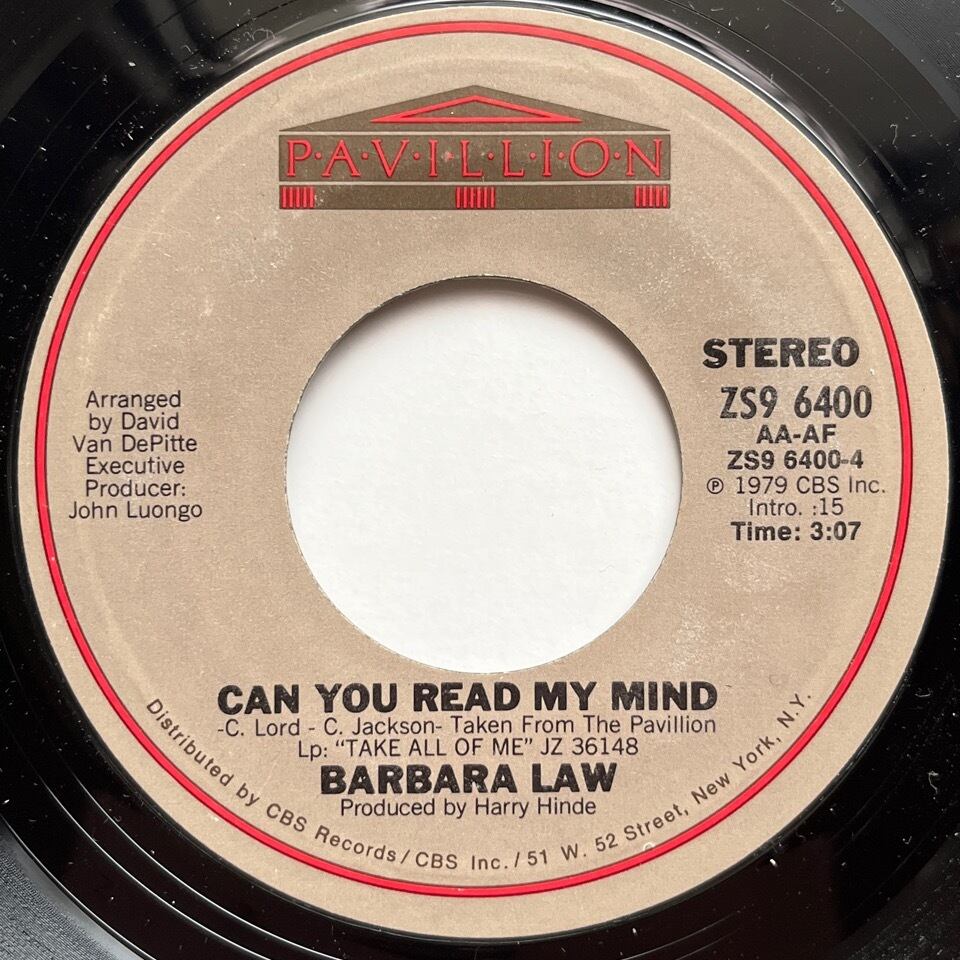 P·A·V·I·L·L·I·O·N
Arranged
by David
Van DePitte
Executive
Producer:
John Luongo
STEREO
ZS9 6400
AA-AF
ZS9 6400-4
℗ 1979 CBS Inc.
Intro. :15
Time: 3:07
CAN YOU READ MY MIND
-C. Lord - C. Jackson- Taken From The Pavillion
Lp: “TAKE ALL OF ME” JZ 36148
BARBARA LAW
Produced by Harry Hinde
Distributed by CBS Records/CBS Inc./51 W. 52 Street, New York, N.Y.